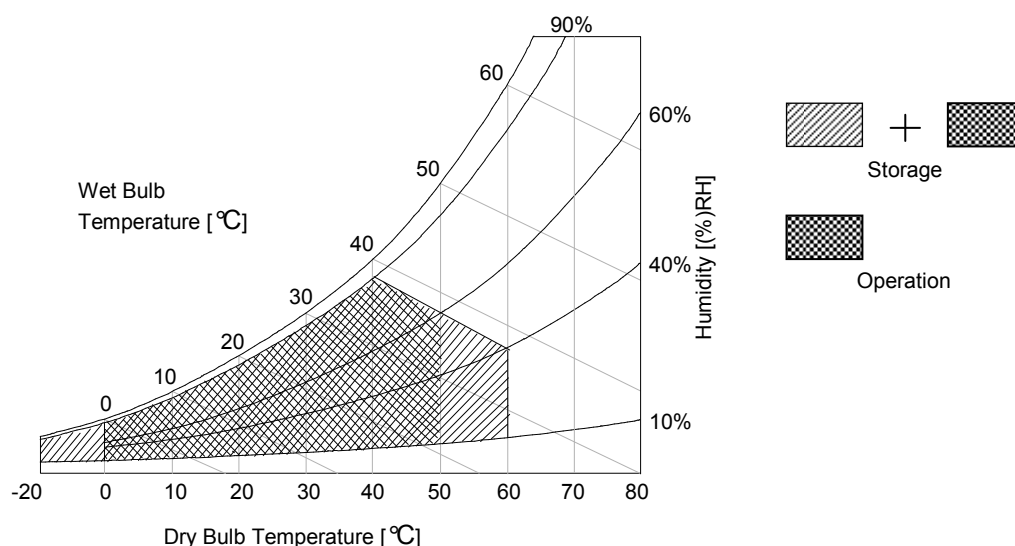 90%
60
60%
50
Wet Bulb
Temperature [℃]
Storage
40
40%
Humidity [(%)RH]
Operation
30
20
10
0
10%
-20 0 10 20 30 40 50 60 70 80
Dry Bulb Temperature [℃]